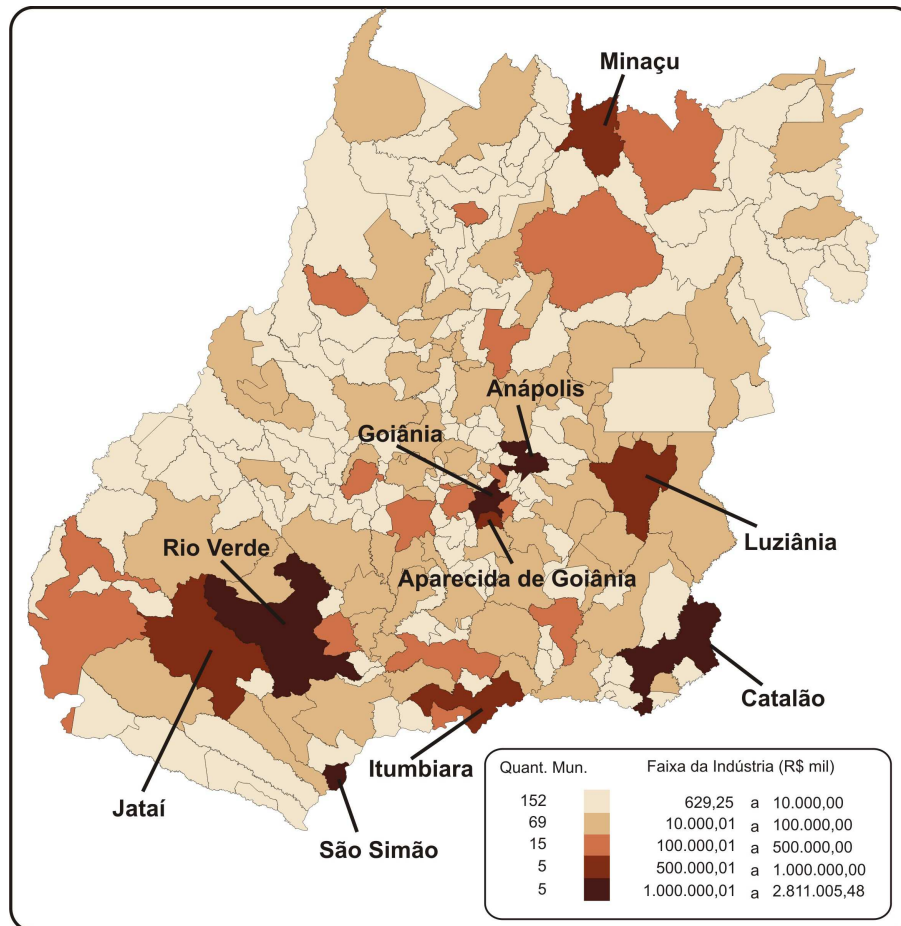 Minaçu
Anápolis
Goiânia
Luziânia
Rio Verde
Aparecida de Goiânia
Catalão
Itumbiara
Jataí
São Simão
Quant. Mun. Faixa da Indústria (R$ mil)
152 629,25 a 10.000,00
69 10.000,01 a 100.000,00
15 100.000,01 a 500.000,00
5 500.000,01 a 1.000.000,00
5 1.000.000,01 a 2.811.005,48